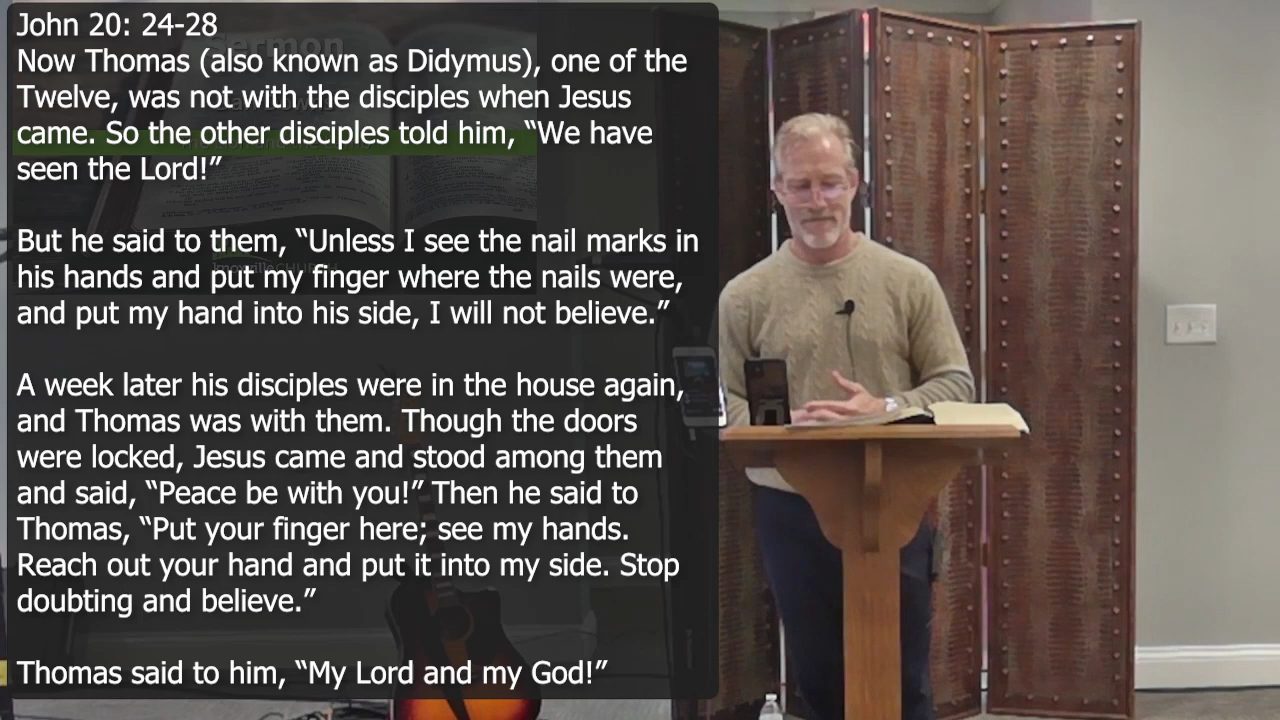 John 20: 24-28
Now Thomas (also known as Didymus), one of the
Twelve, was not with the disciples when Jesus
came. So the other disciples told him, “We have
seen the Lord!”
But he said to them, “Unless I see the nail marks in
his hands and put my finger where the nails were,
and put my hand into his side, I will not believe.”
A week later his disciples were in the house again,
and Thomas was with them. Though the doors
were locked, Jesus came and stood among them
and said, “Peace be with you!” Then he said to
Thomas, “Put your finger here; see my hands.
Reach out your hand and put it into my side. Stop
doubting and believe.”
Thomas said to him, “My Lord and my God!”
Sermon